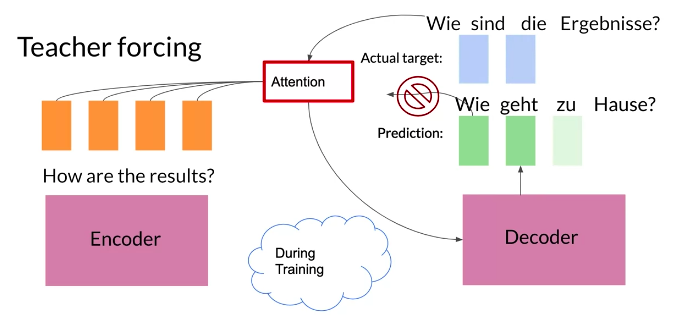 Teacher forcing
Wie sind die Ergebnisse?
Actual target:
Attention
Wie geht zu Hause?
Prediction:
How are the results?
Encoder
During
Training
Decoder